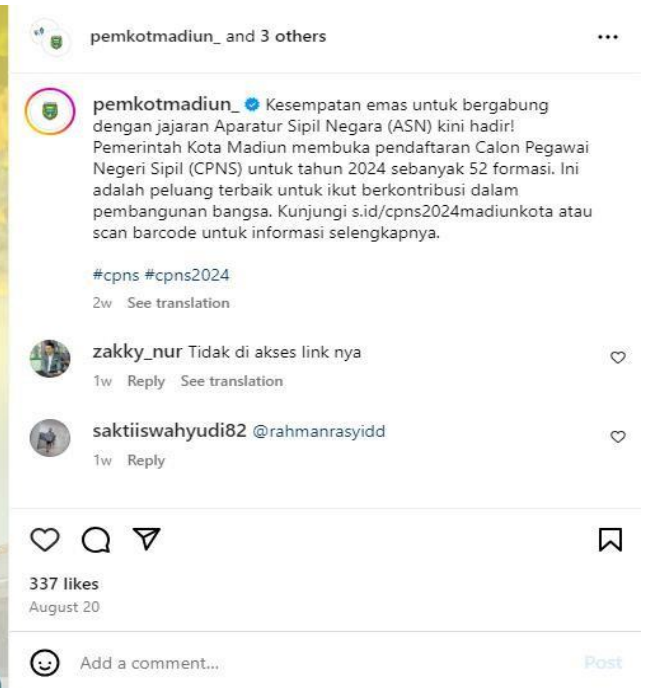 pemkotmadiun_ and 3 others
pemkotmadiun_ Kesempatan emas untuk bergabung
dengan jajaran Aparatur Sipil Negara (ASN) kini hadir!
Pemerintah Kota Madiun membuka pendaftaran Calon Pegawai
Negeri Sipil (CPNS) untuk tahun 2024 sebanyak 52 formasi. Ini
adalah peluang terbaik untuk ikut berkontribusi dalam
pembangunan bangsa. Kunjungi s.id/cpns2024madiunkota atau
scan barcode untuk informasi selengkapnya.
#cpns #cpns2024
2w See translation
zakky_nur Tidak di akses link nya
1w Reply See translation
saktiiswahyudi82 @rahmanrasyidd
1w Reply
337 likes
August 20
Add a comment... Post